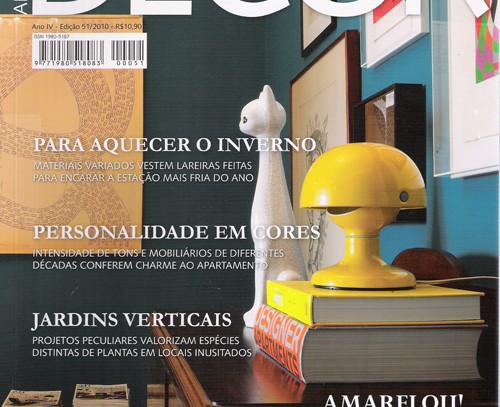 DECOR
Ano IV - Edição 51/2010 - R$10,90
ISSN 1980-5187
9 771980 518083
00051
PARA AQUECER O INVERNO
MATERIAIS VARIADOS VESTEM LAREIRAS FEITAS
PARA ENCARAR A ESTAÇÃO MAIS FRIA DO ANO
PERSONALIDADE EM CORES
INTENSIDADE DE TONS E MOBILIÁRIOS DE DIFERENTES
DÉCADAS CONFEREM CHARME AO APARTAMENTO
JARDINS VERTICAIS
PROJETOS PECULIARES VALORIZAM ESPÉCIES
DISTINTAS DE PLANTAS EM LOCAIS INUSITADOS
DESIGNER
APARTMENTS
AMARELOU!